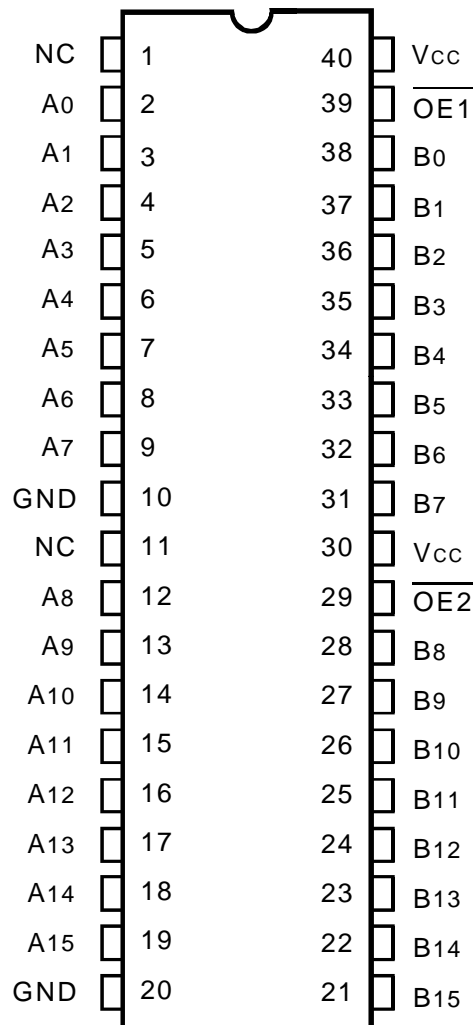 NC 1 40 Vcc
A0 2 39 OE1
A1 3 38 B0
A2 4 37 B1
A3 5 36 B2
A4 6 35 B3
A5 7 34 B4
A6 8 33 B5
A7 9 32 B6
GND 10 31 B7
NC 11 30 Vcc
A8 12 29 OE2
A9 13 28 B8
A10 14 27 B9
A11 15 26 B10
A12 16 25 B11
A13 17 24 B12
A14 18 23 B13
A15 19 22 B14
GND 20 21 B15